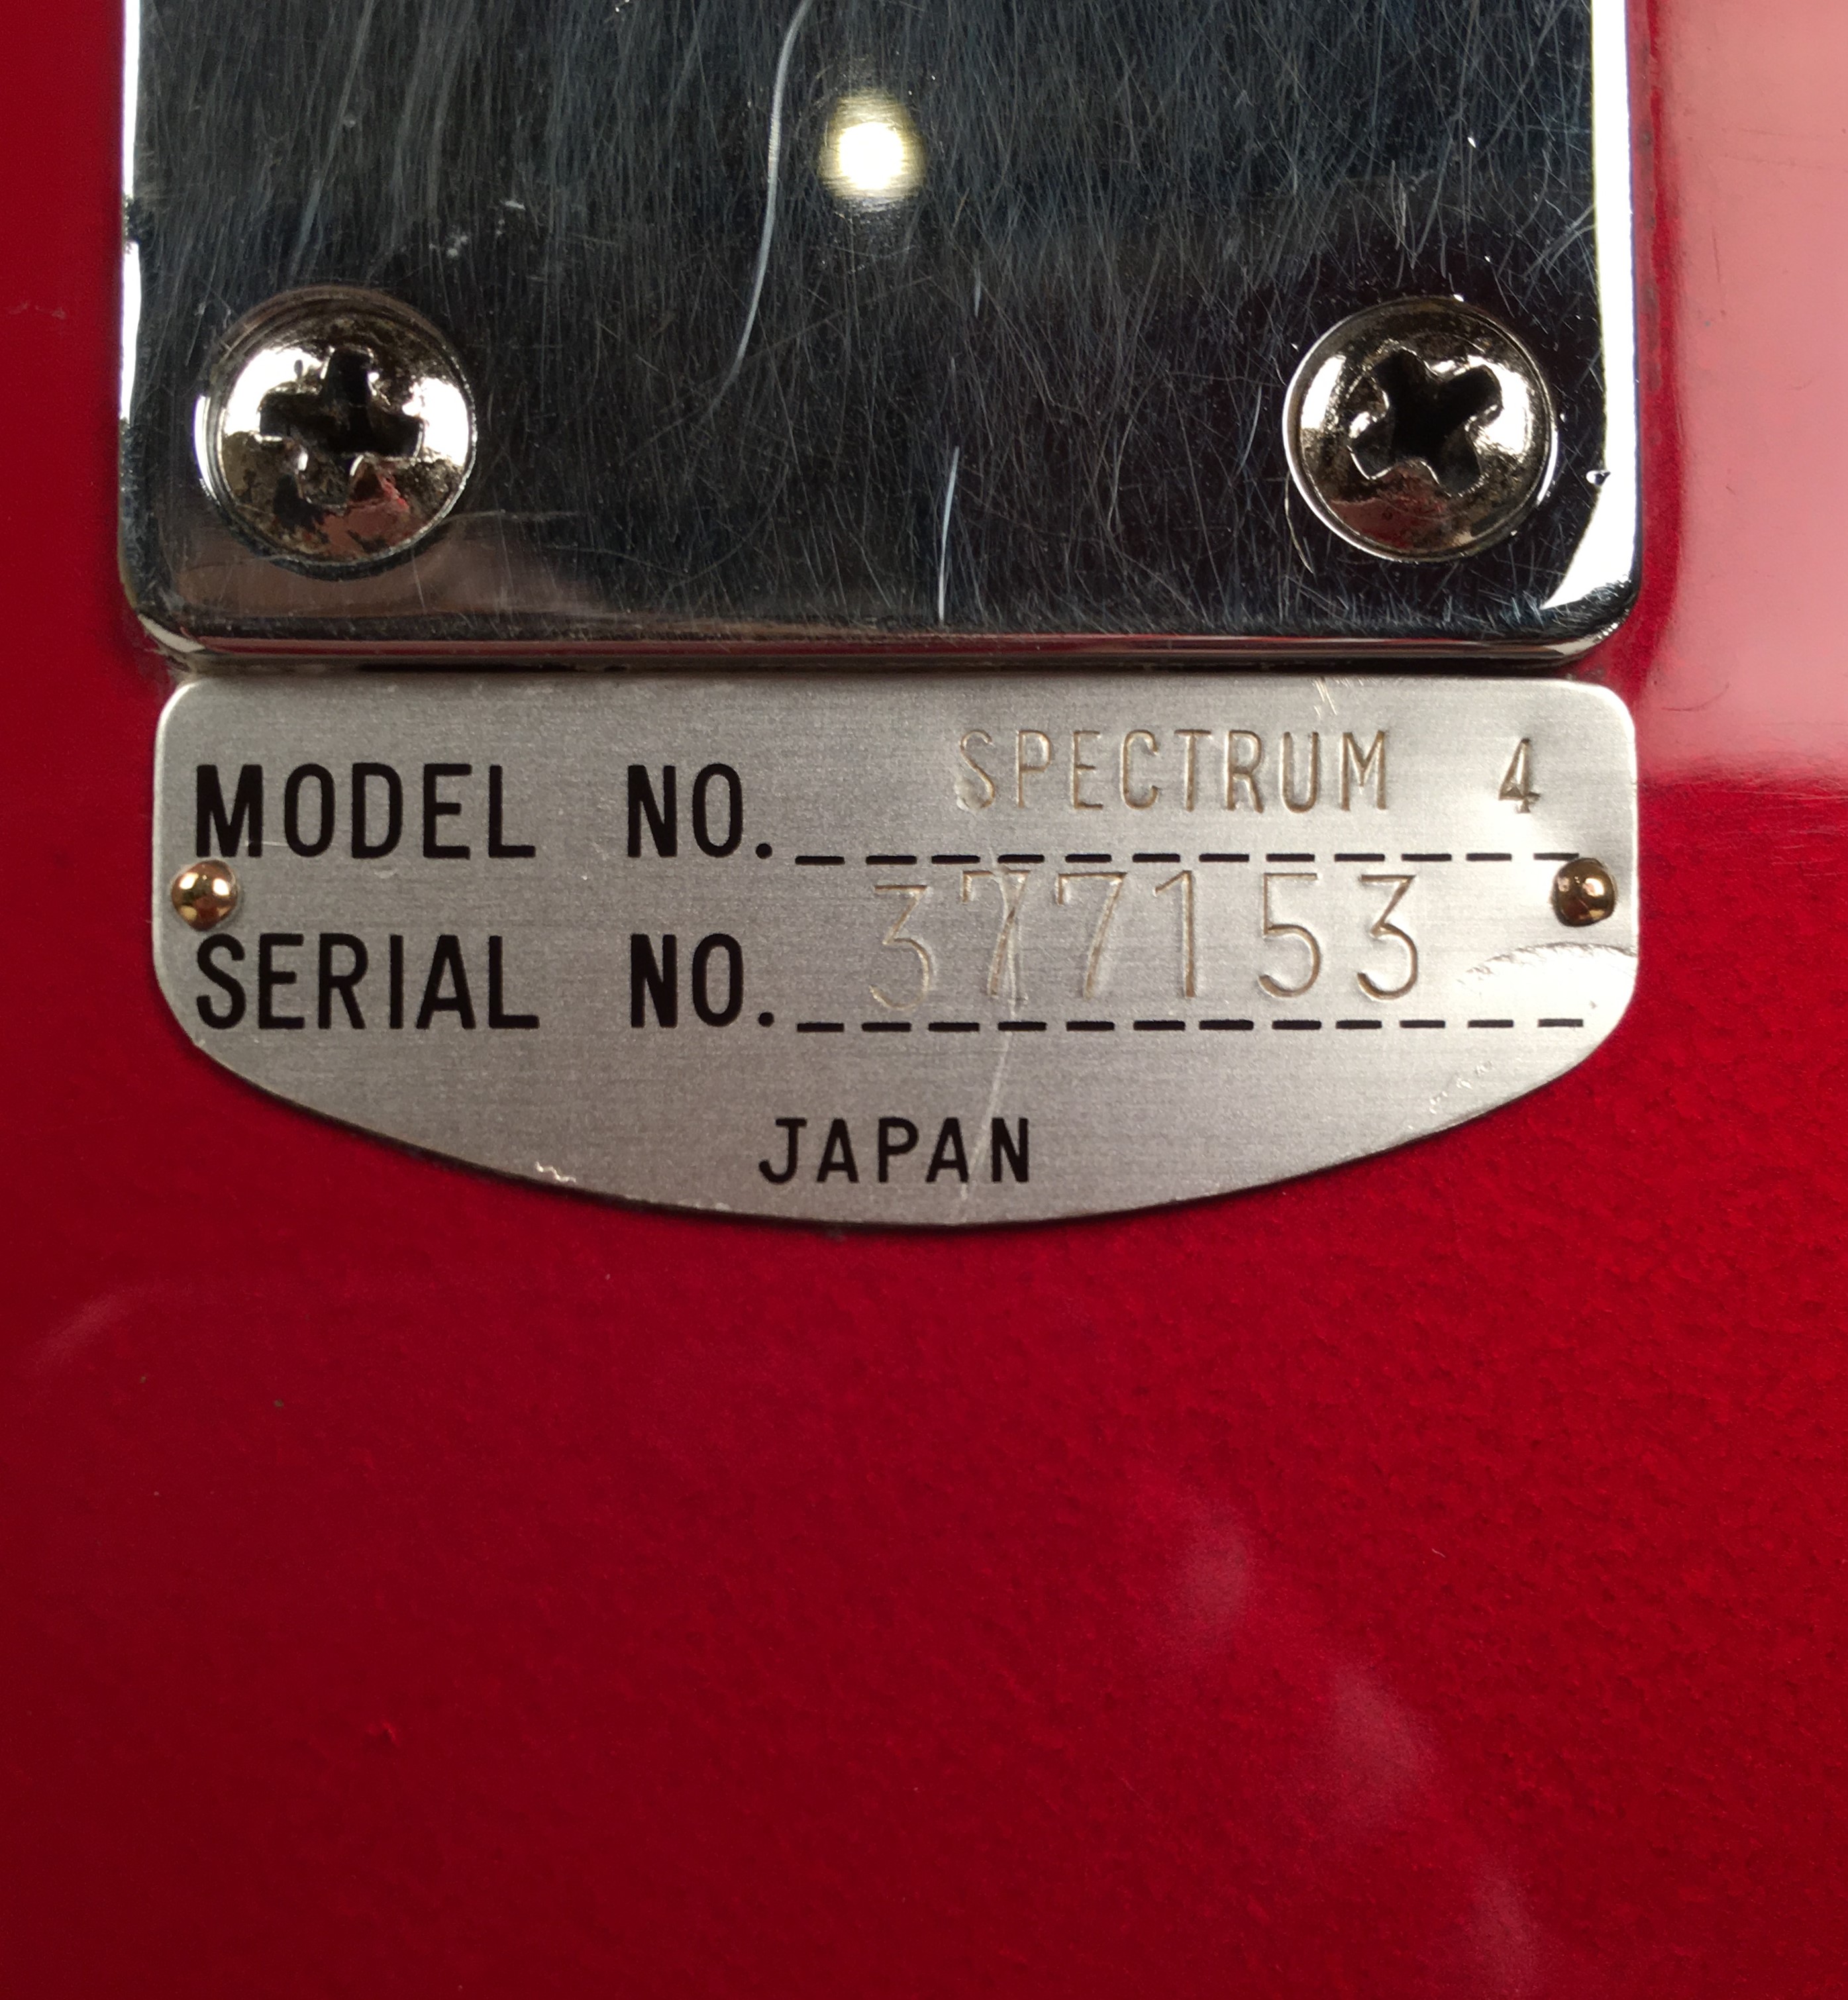 MODEL NO. SPECTRUM 4
SERIAL NO. 377153
JAPAN